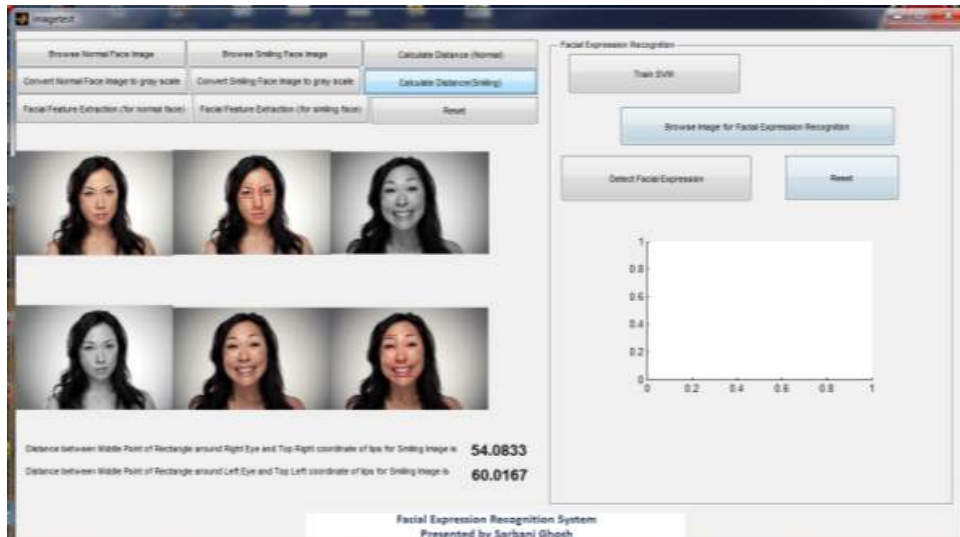 imagetest
Browse Normal Face Image
Browse Smiling Face Image
Calculate Distance (Normal)
Convert Normal Face Image to gray scale
Convert Smiling Face Image to gray scale
Calculate Distance(Smiling)
Facial Feature Extraction (for normal face)
Facial Feature Extraction (for smiling face)
Reset
Facial Expression Recognition
Train SVM
Browse Image for Facial Expression Recognition
Detect Facial Expression
Reset
1
0.8
0.6
0.4
0.2
0
0 0.2 0.4 0.6 0.8 1
Distance between Middle Point of Rectangle around Right Eye and Top Right coordinate of lips for Smiling Image is 54.0833
Distance between Middle Point of Rectangle around Left Eye and Top Left coordinate of lips for Smiling Image is 60.0167
Facial Expression Recognition System
Presented by Sarbani Ghosh